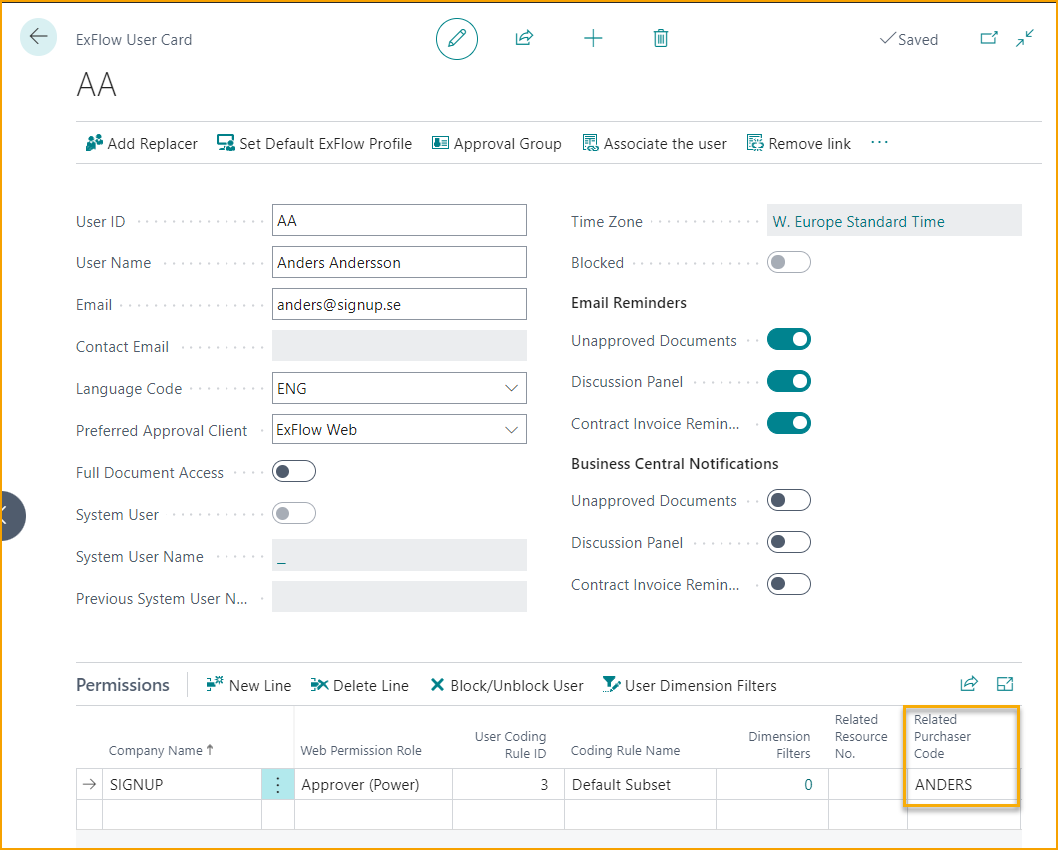 ExFlow User Card
Saved
AA
Add Replacer
Set Default ExFlow Profile
Approval Group
Associate the user
Remove link
User ID
AA
User Name
Anders Andersson
Email
anders@signup.se
Contact Email
Language Code
ENG
Preferred Approval Client
ExFlow Web
Full Document Access
System User
System User Name
_
Previous System User N...
Time Zone
W. Europe Standard Time
Blocked
Email Reminders
Unapproved Documents
Discussion Panel
Contract Invoice Remin...
Business Central Notifications
Unapproved Documents
Discussion Panel
Contract Invoice Remin...
Permissions
New Line
Delete Line
Block/Unblock User
User Dimension Filters
Company Name ↑
Web Permission Role
User Coding
Rule ID
Coding Rule Name
Dimension
Filters
Related
Resource
No.
Related
Purchaser
Code
SIGNUP
Approver (Power)
3
Default Subset
0
ANDERS